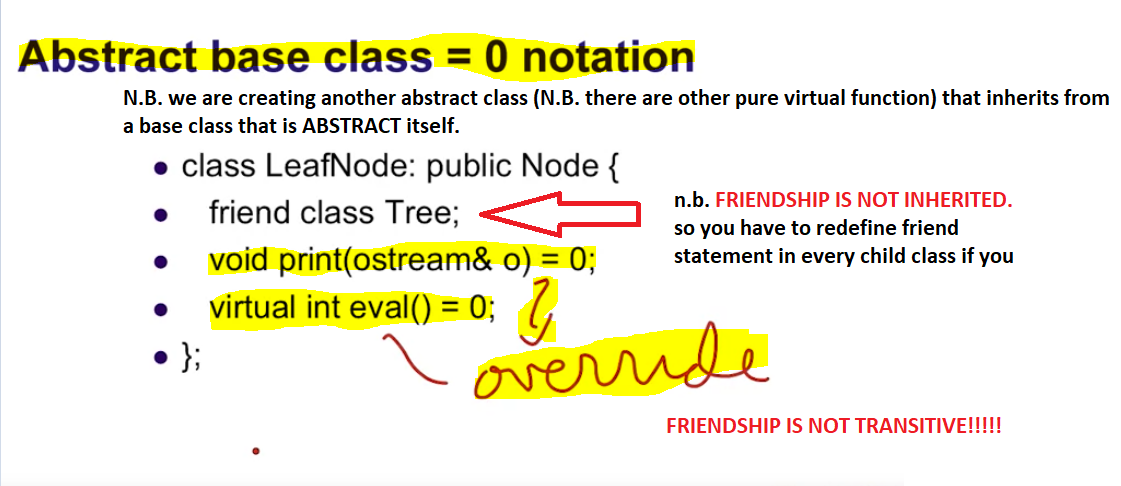 Abstract base class = 0 notation
N.B. we are creating another abstract class (N.B. there are other pure virtual function) that inherits from
a base class that is ABSTRACT itself.
• class LeafNode: public Node {
• friend class Tree;
n.b. FRIENDSHIP IS NOT INHERITED.
so you have to redefine friend
statement in every child class if you
• void print(ostream& o) = 0;
• virtual int eval() = 0;
• };
override
FRIENDSHIP IS NOT TRANSITIVE!!!!!